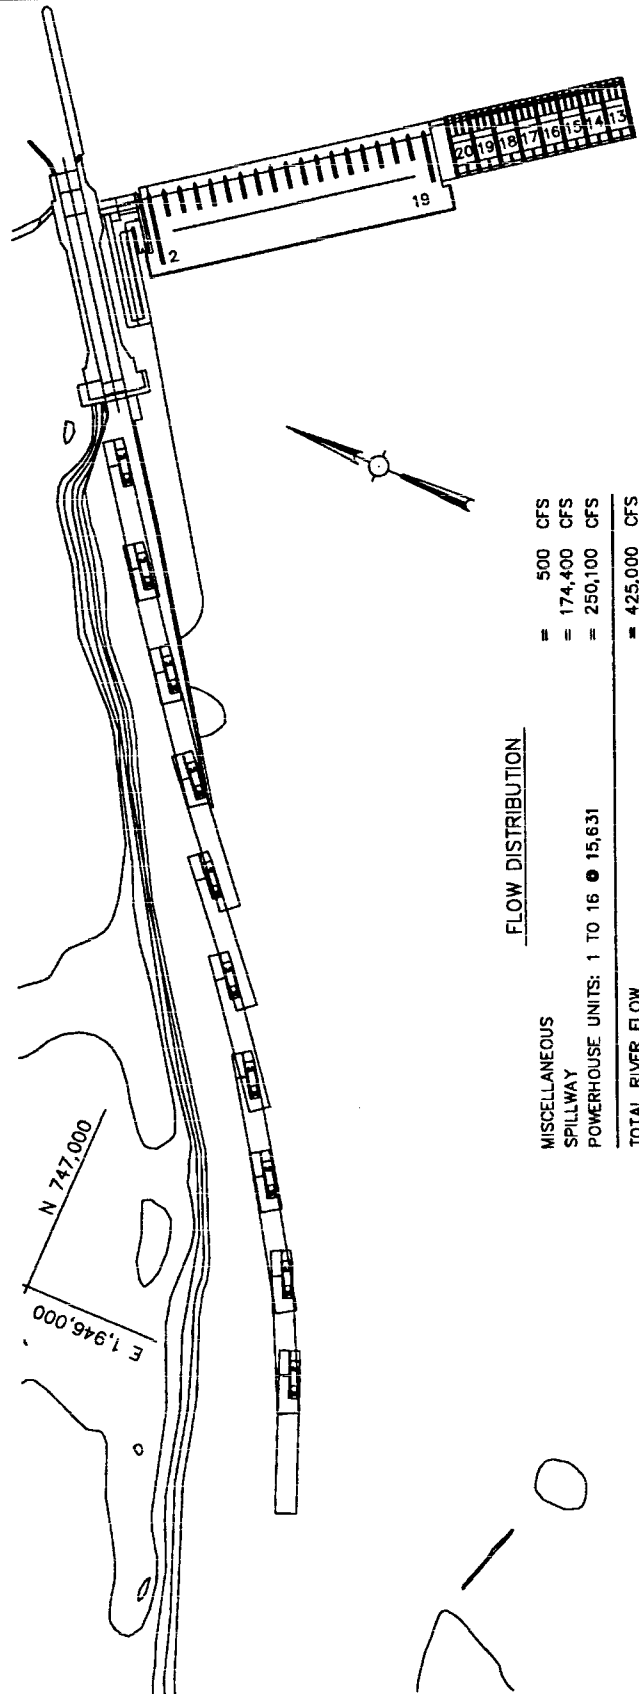 20 19 18 17 16 15 14 13
19
2
FLOW DISTRIBUTION
MISCELLANEOUS = 500 CFS
SPILLWAY = 174,400 CFS
POWERHOUSE UNITS: 1 TO 16 @ 15,631 = 250,100 CFS
TOTAL RIVER FLOW = 425,000 CFS
N 747,000
E 1,946,000